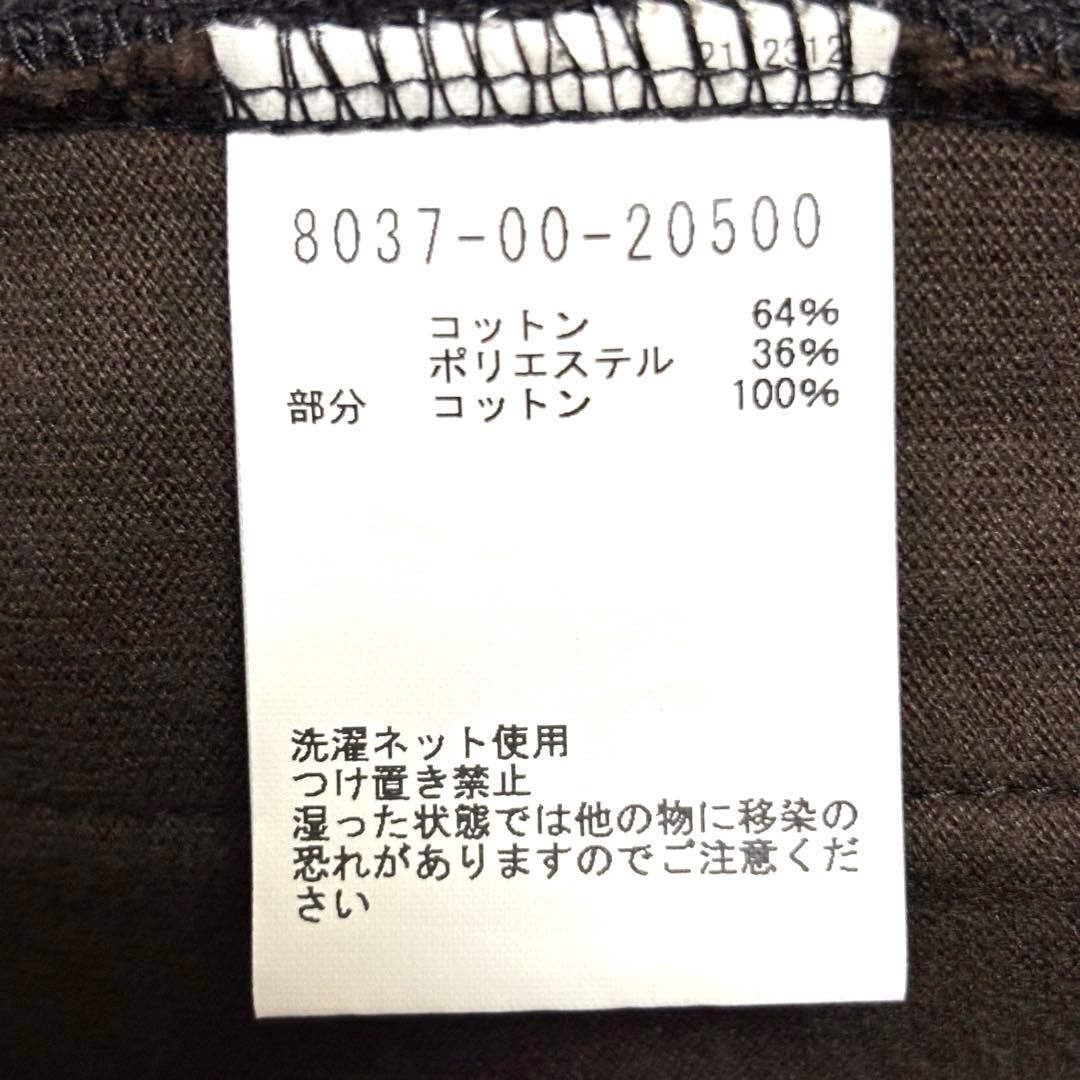 21 2312
8037-00-20500
コットン 64%
ポリエステル 36%
部分 コットン 100%
洗濯ネット使用
つけ置き禁止
湿った状態では他の物に移染の
恐れがありますのでご注意くだ
さい